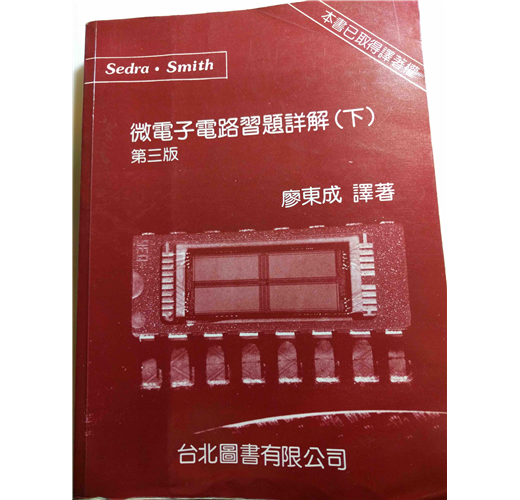 本書已取得譯著權
Sedra • Smith
微電子電路習題詳解(下)
第三版
廖東成 譯著
台北圖書有限公司